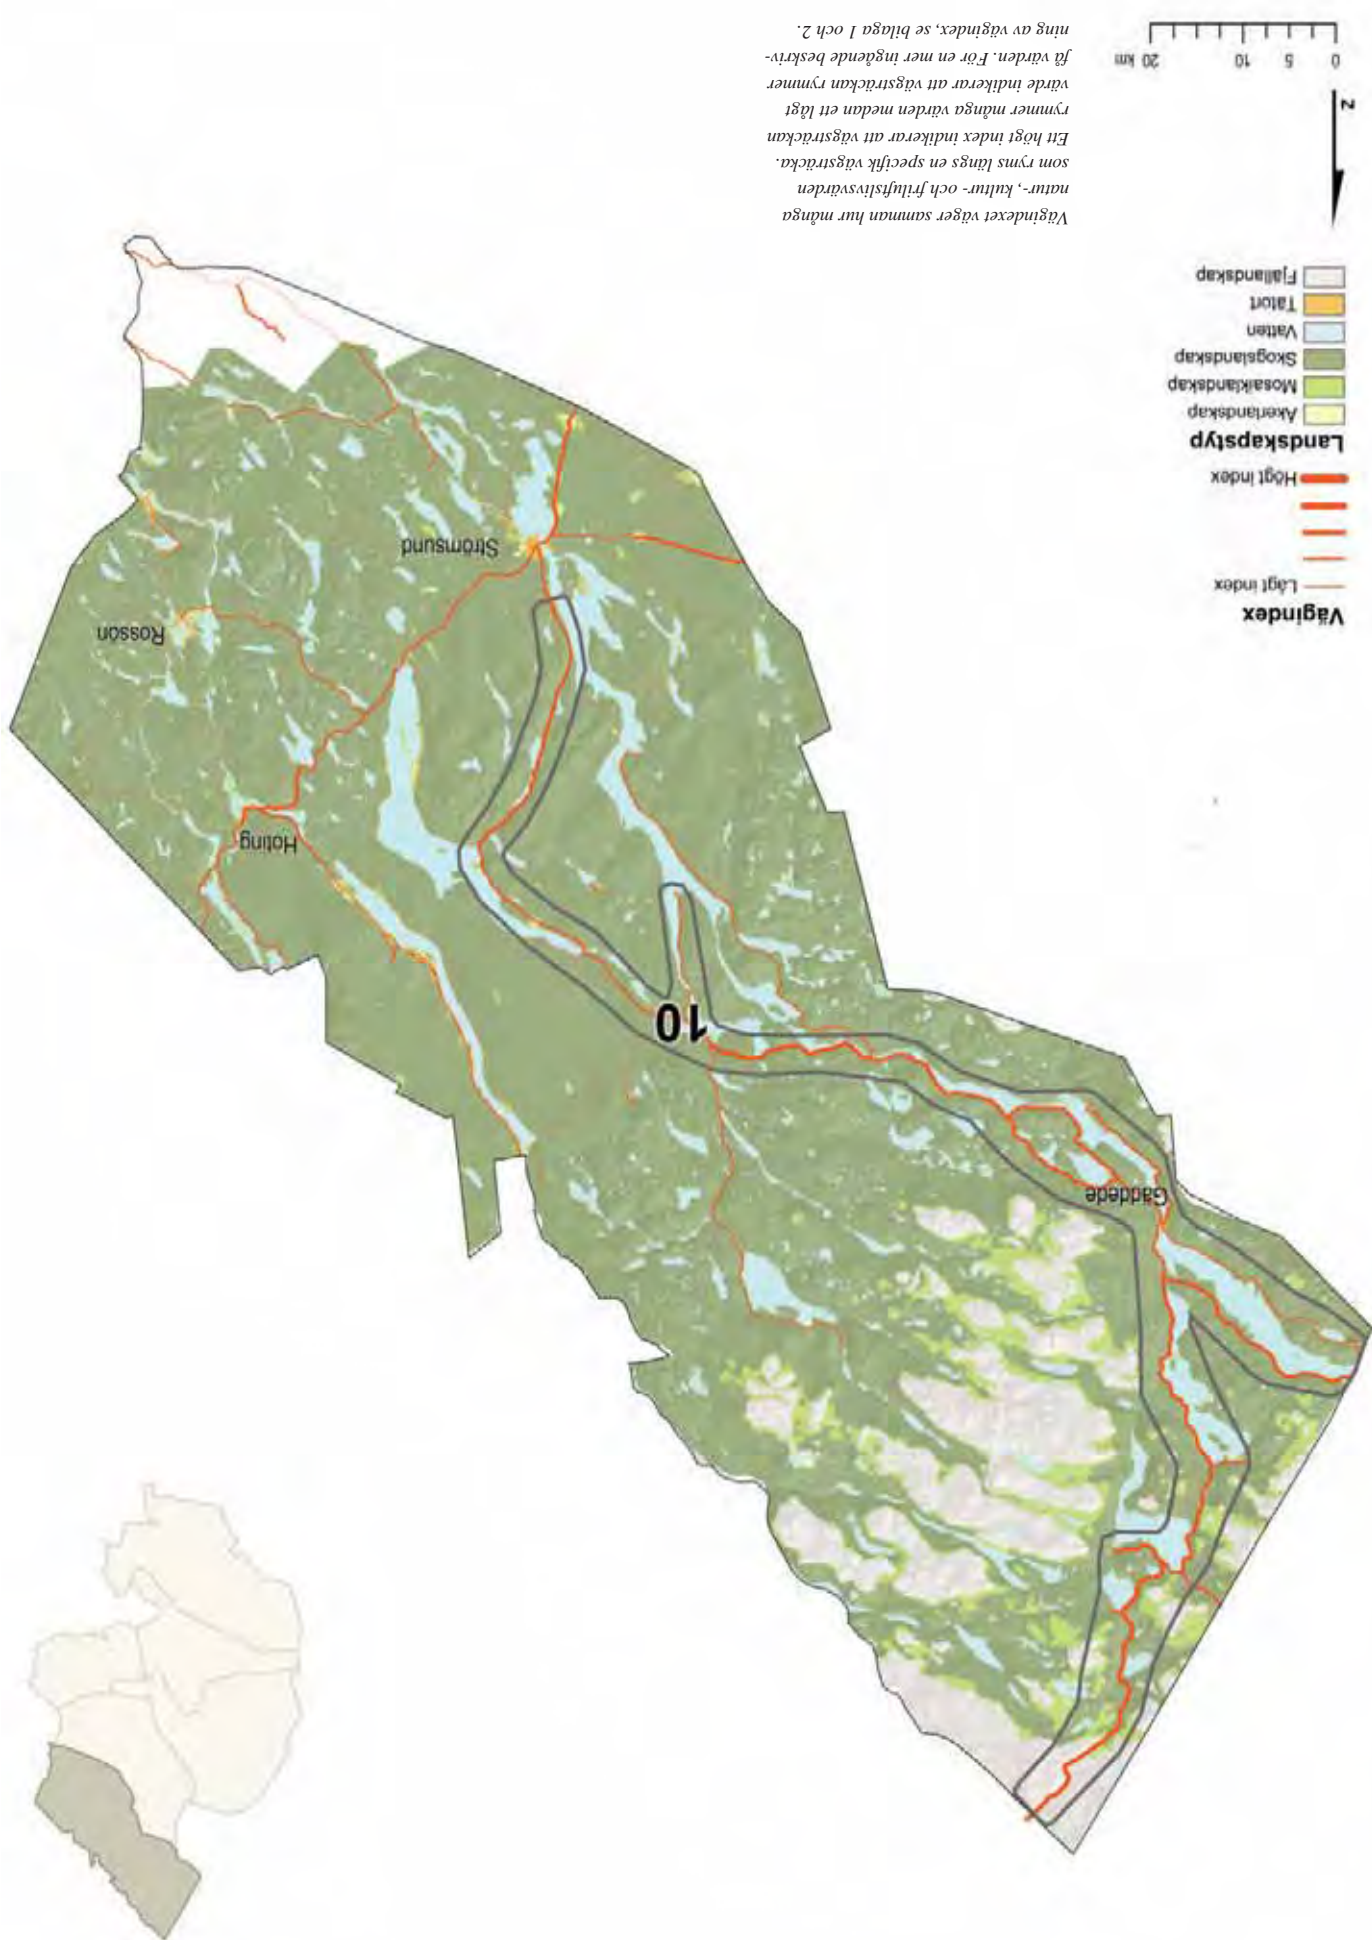 Gäddede
10
Hoting
Rossön
Strömsund
Vägindex
Lågt index
Högt index
Landskapstyp
Åkerlandskap
Mosaiklandskap
Skogslandskap
Vatten
Tätort
Fjällandskap
N
0 5 10 20 km
Vägindexet väger samman hur många
natur-, kultur- och friluftslivsvärden
som ryms längs en specifik vägsträcka.
Ett högt index indikerar att vägsträckan
rymmer många värden medan ett lågt
värde indikerar att vägsträckan rymmer
få värden. För en mer ingående beskriv-
ning av vägindex, se bilaga 1 och 2.